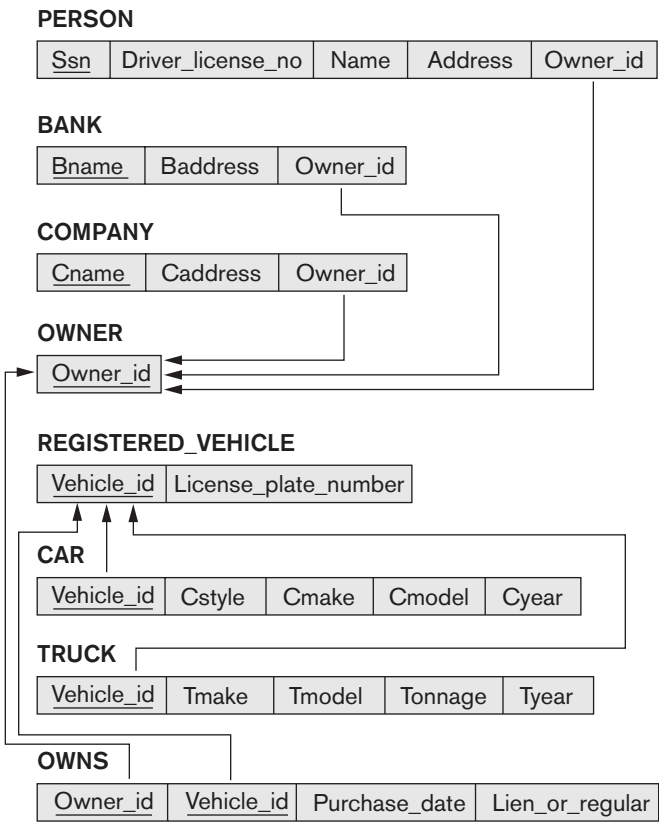 PERSON
Ssn Driver_license_no Name Address Owner_id
BANK
Bname Baddress Owner_id
COMPANY
Cname Caddress Owner_id
OWNER
Owner_id
REGISTERED_VEHICLE
Vehicle_id License_plate_number
CAR
Vehicle_id Cstyle Cmake Cmodel Cyear
TRUCK
Vehicle_id Tmake Tmodel Tonnage Tyear
OWNS
Owner_id Vehicle_id Purchase_date Lien_or_regular